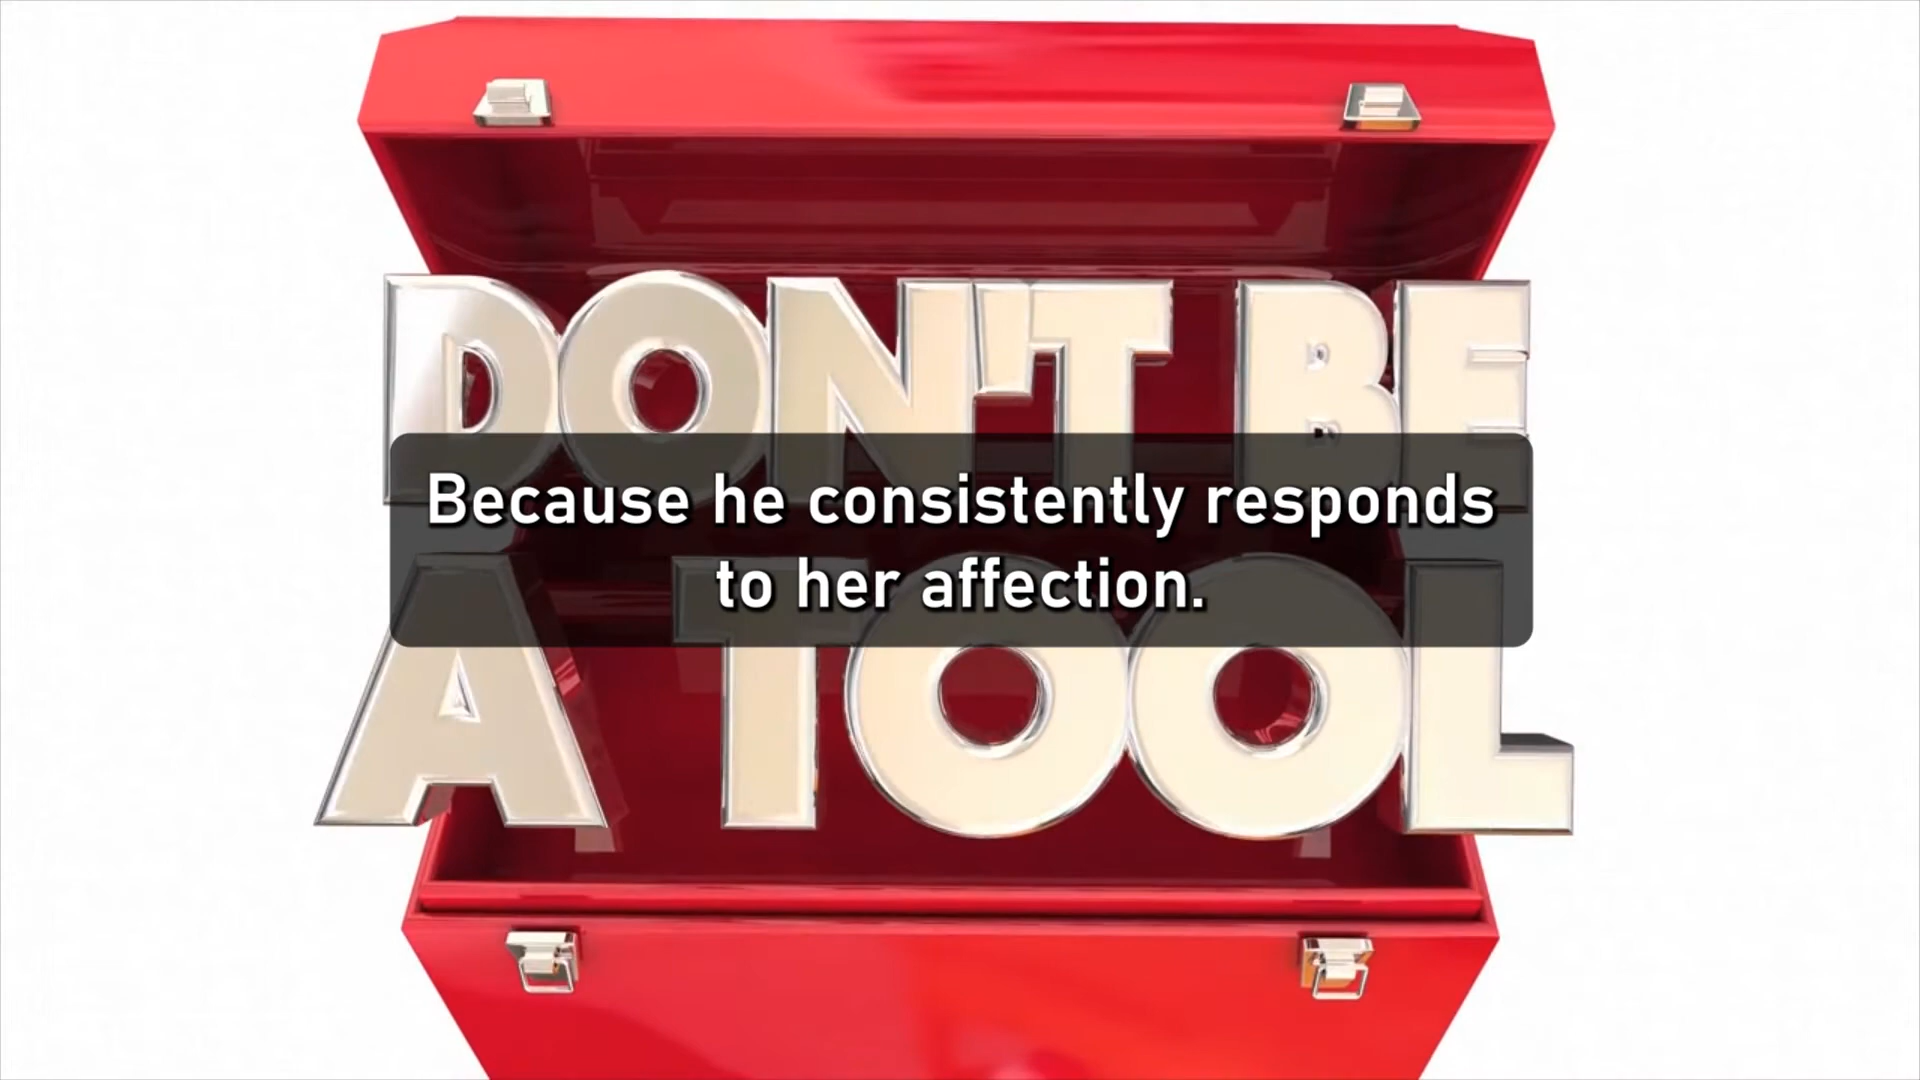 DON'T BE
Because he consistently responds
to her affection.
A TOOL